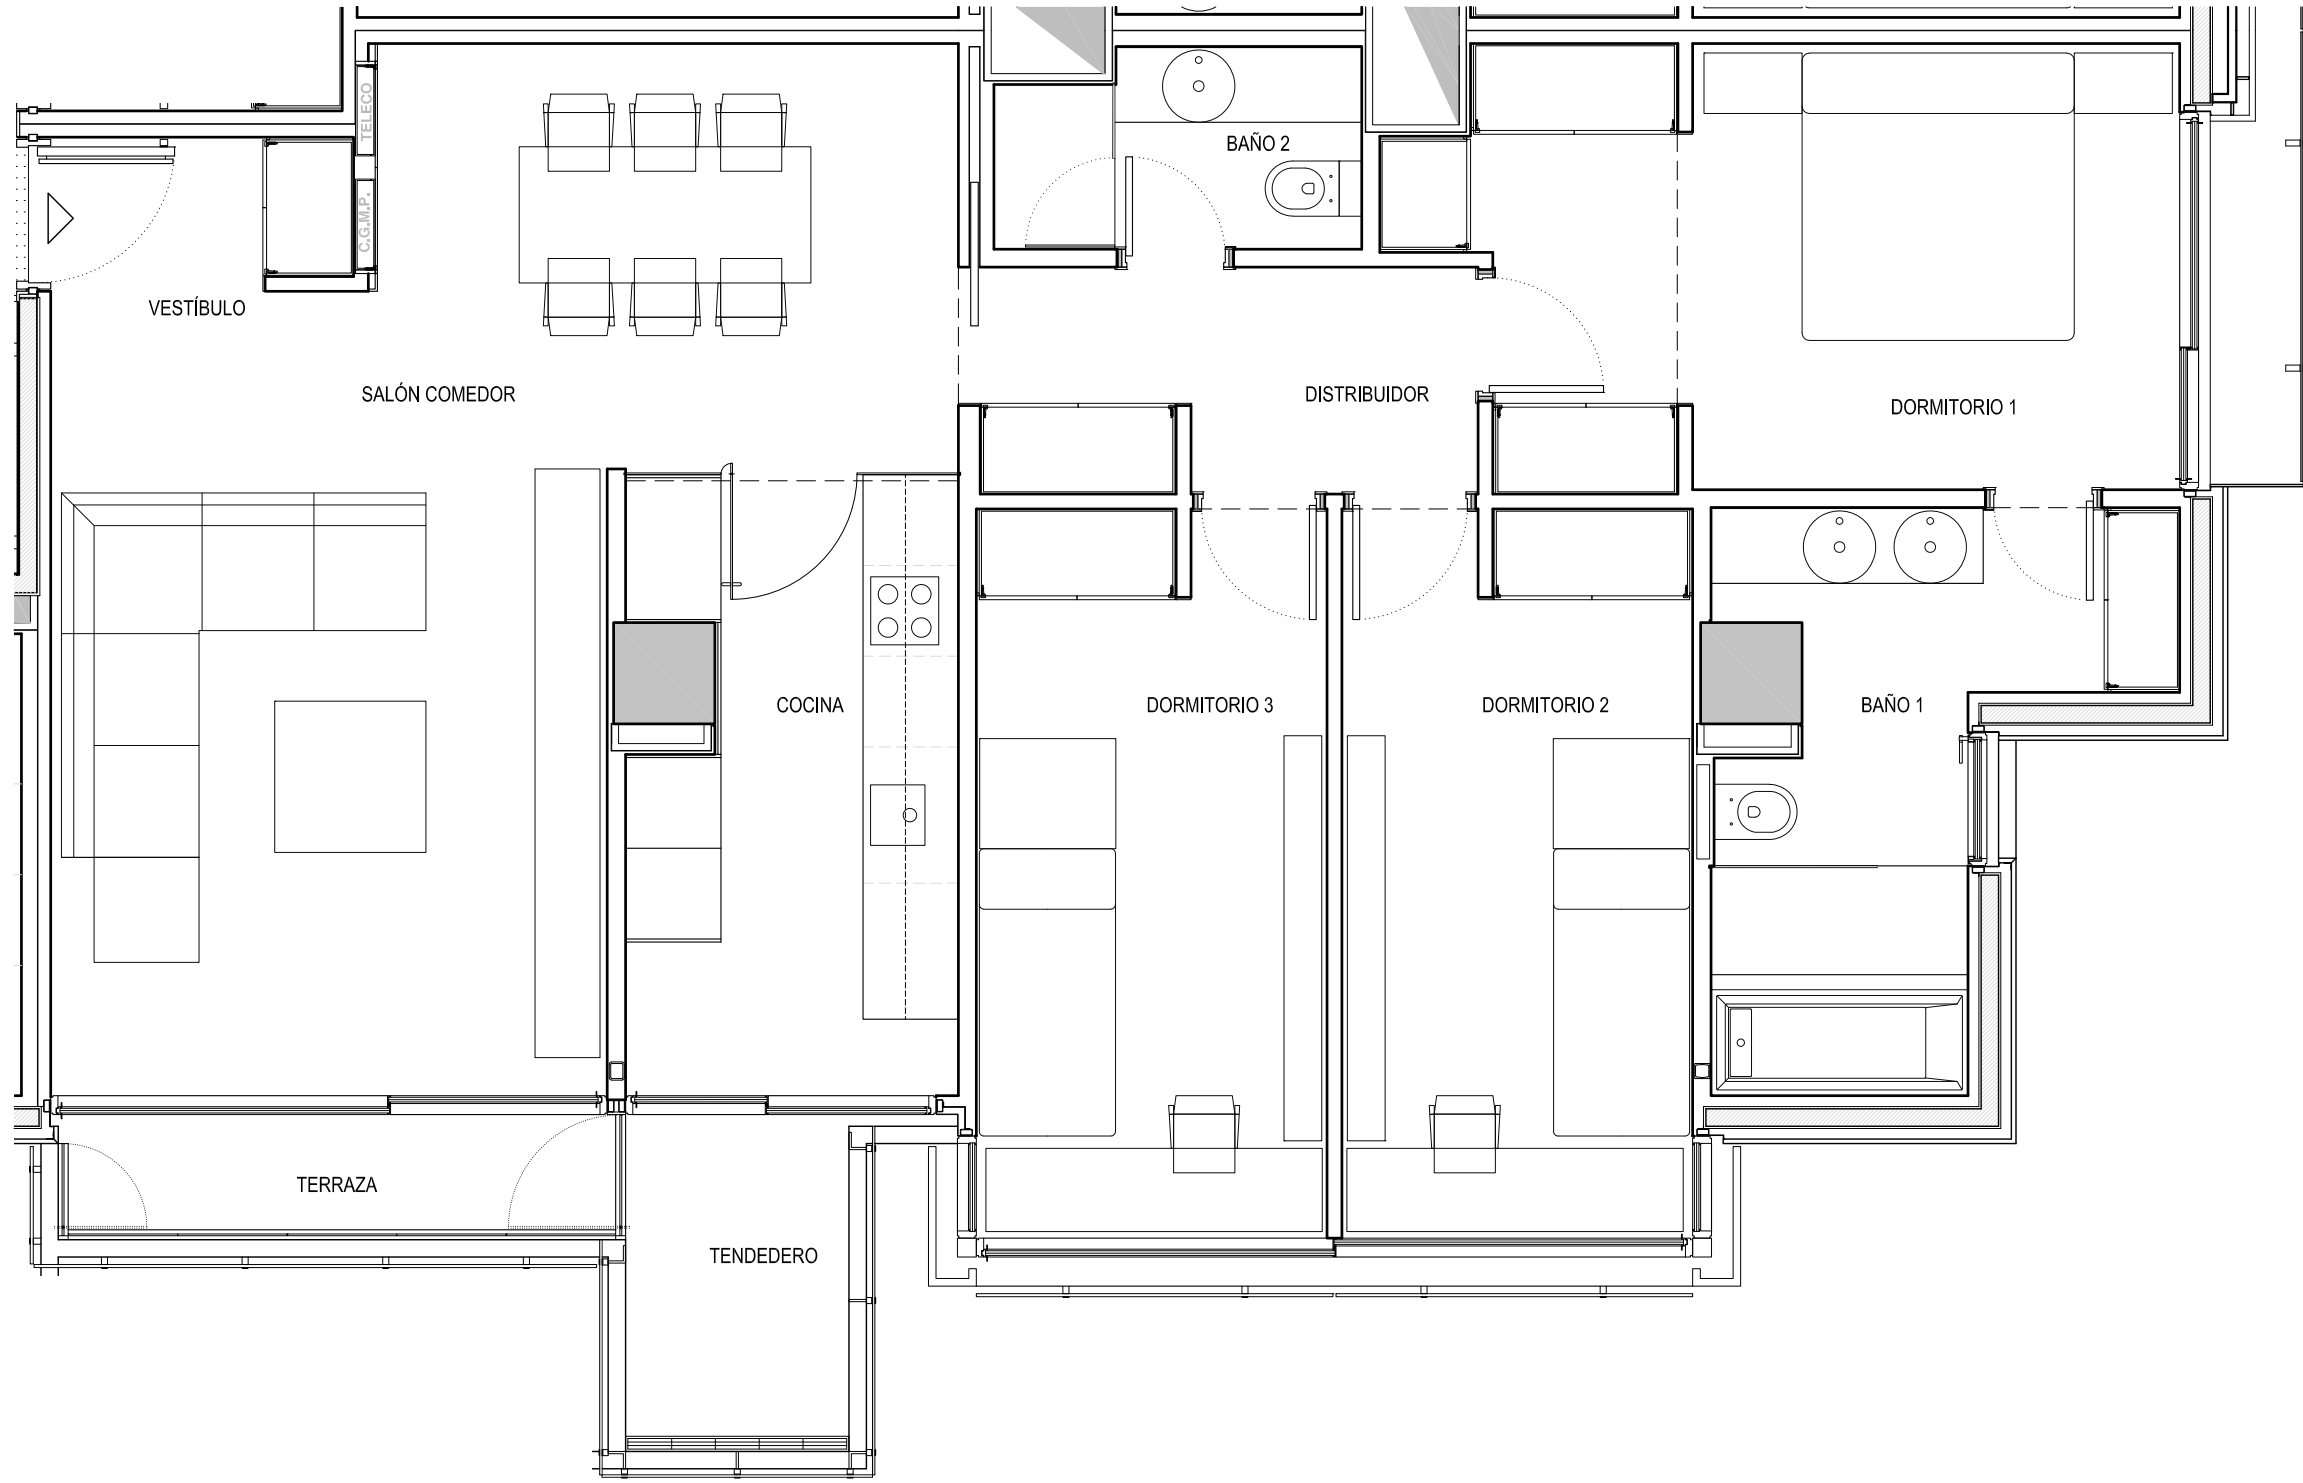 TELECO
BAÑO 2
C.G.M.P.
VESTÍBULO
SALÓN COMEDOR
DISTRIBUIDOR
DORMITORIO 1
COCINA
DORMITORIO 3
DORMITORIO 2
BAÑO 1
TERRAZA
TENDEDERO